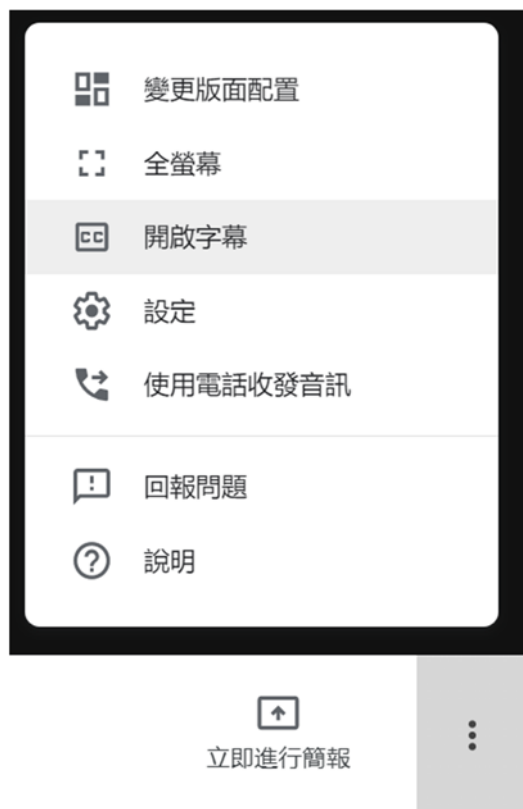 變更版面配置
全螢幕
CC 開啟字幕
設定
使用電話收發音訊
回報問題
說明
立即進行簡報